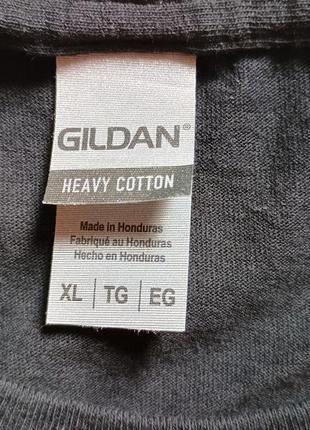 GILDAN®
HEAVY COTTON
Made in Honduras
Fabriqué au Honduras
Hecho en Honduras
XL | TG | EG